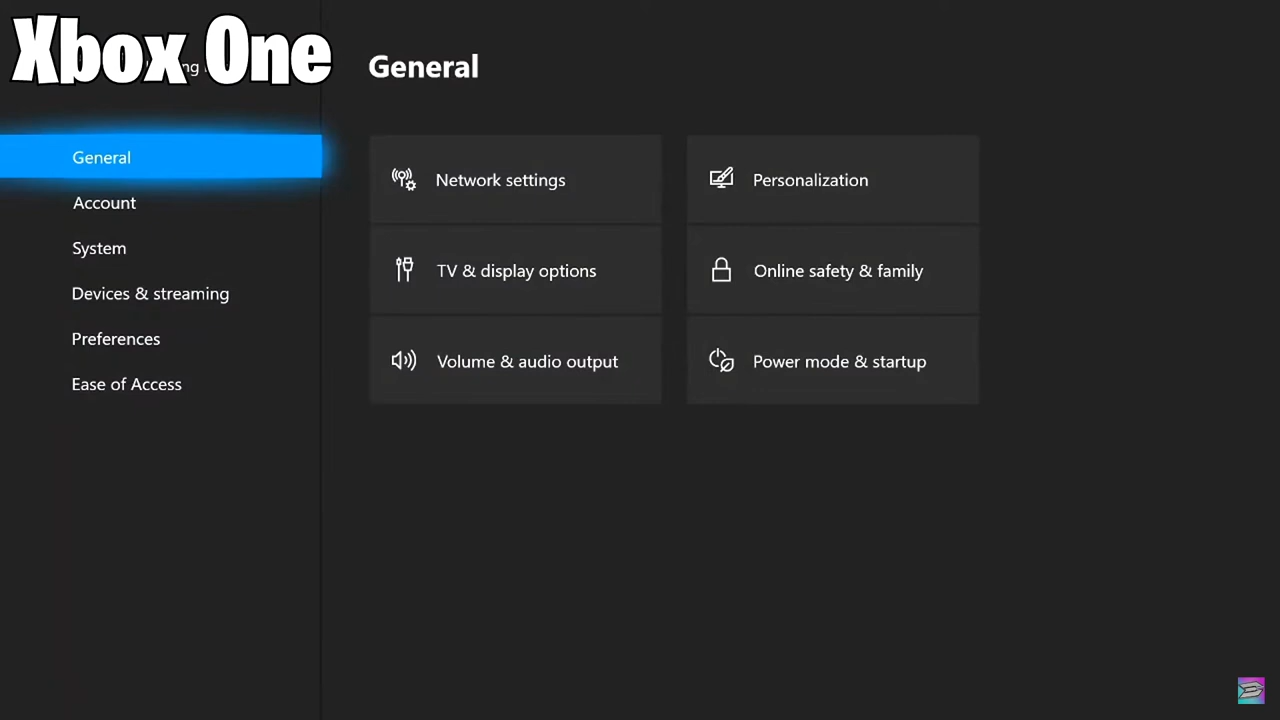 Xbox One
General
General
Account
System
Devices & streaming
Preferences
Ease of Access
Network settings
Personalization
TV & display options
Online safety & family
Volume & audio output
Power mode & startup